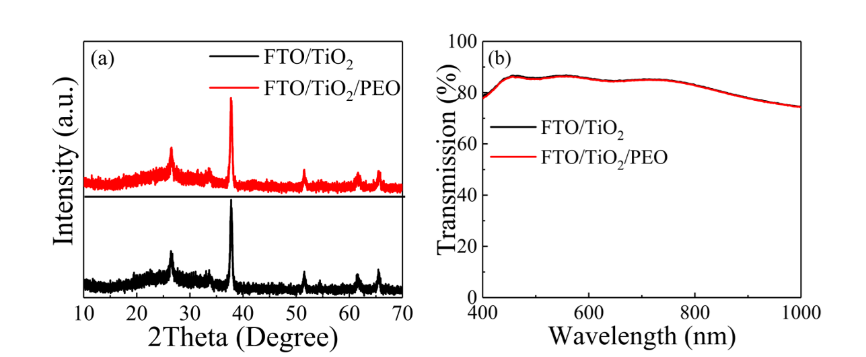 (a)
FTO/TiO2
FTO/TiO2/PEO
Intensity (a.u.)
10 20 30 40 50 60 70
2Theta (Degree)
(b)
100
80
60
40
20
0
Transmission (%)
FTO/TiO2
FTO/TiO2/PEO
400 600 800 1000
Wavelength (nm)